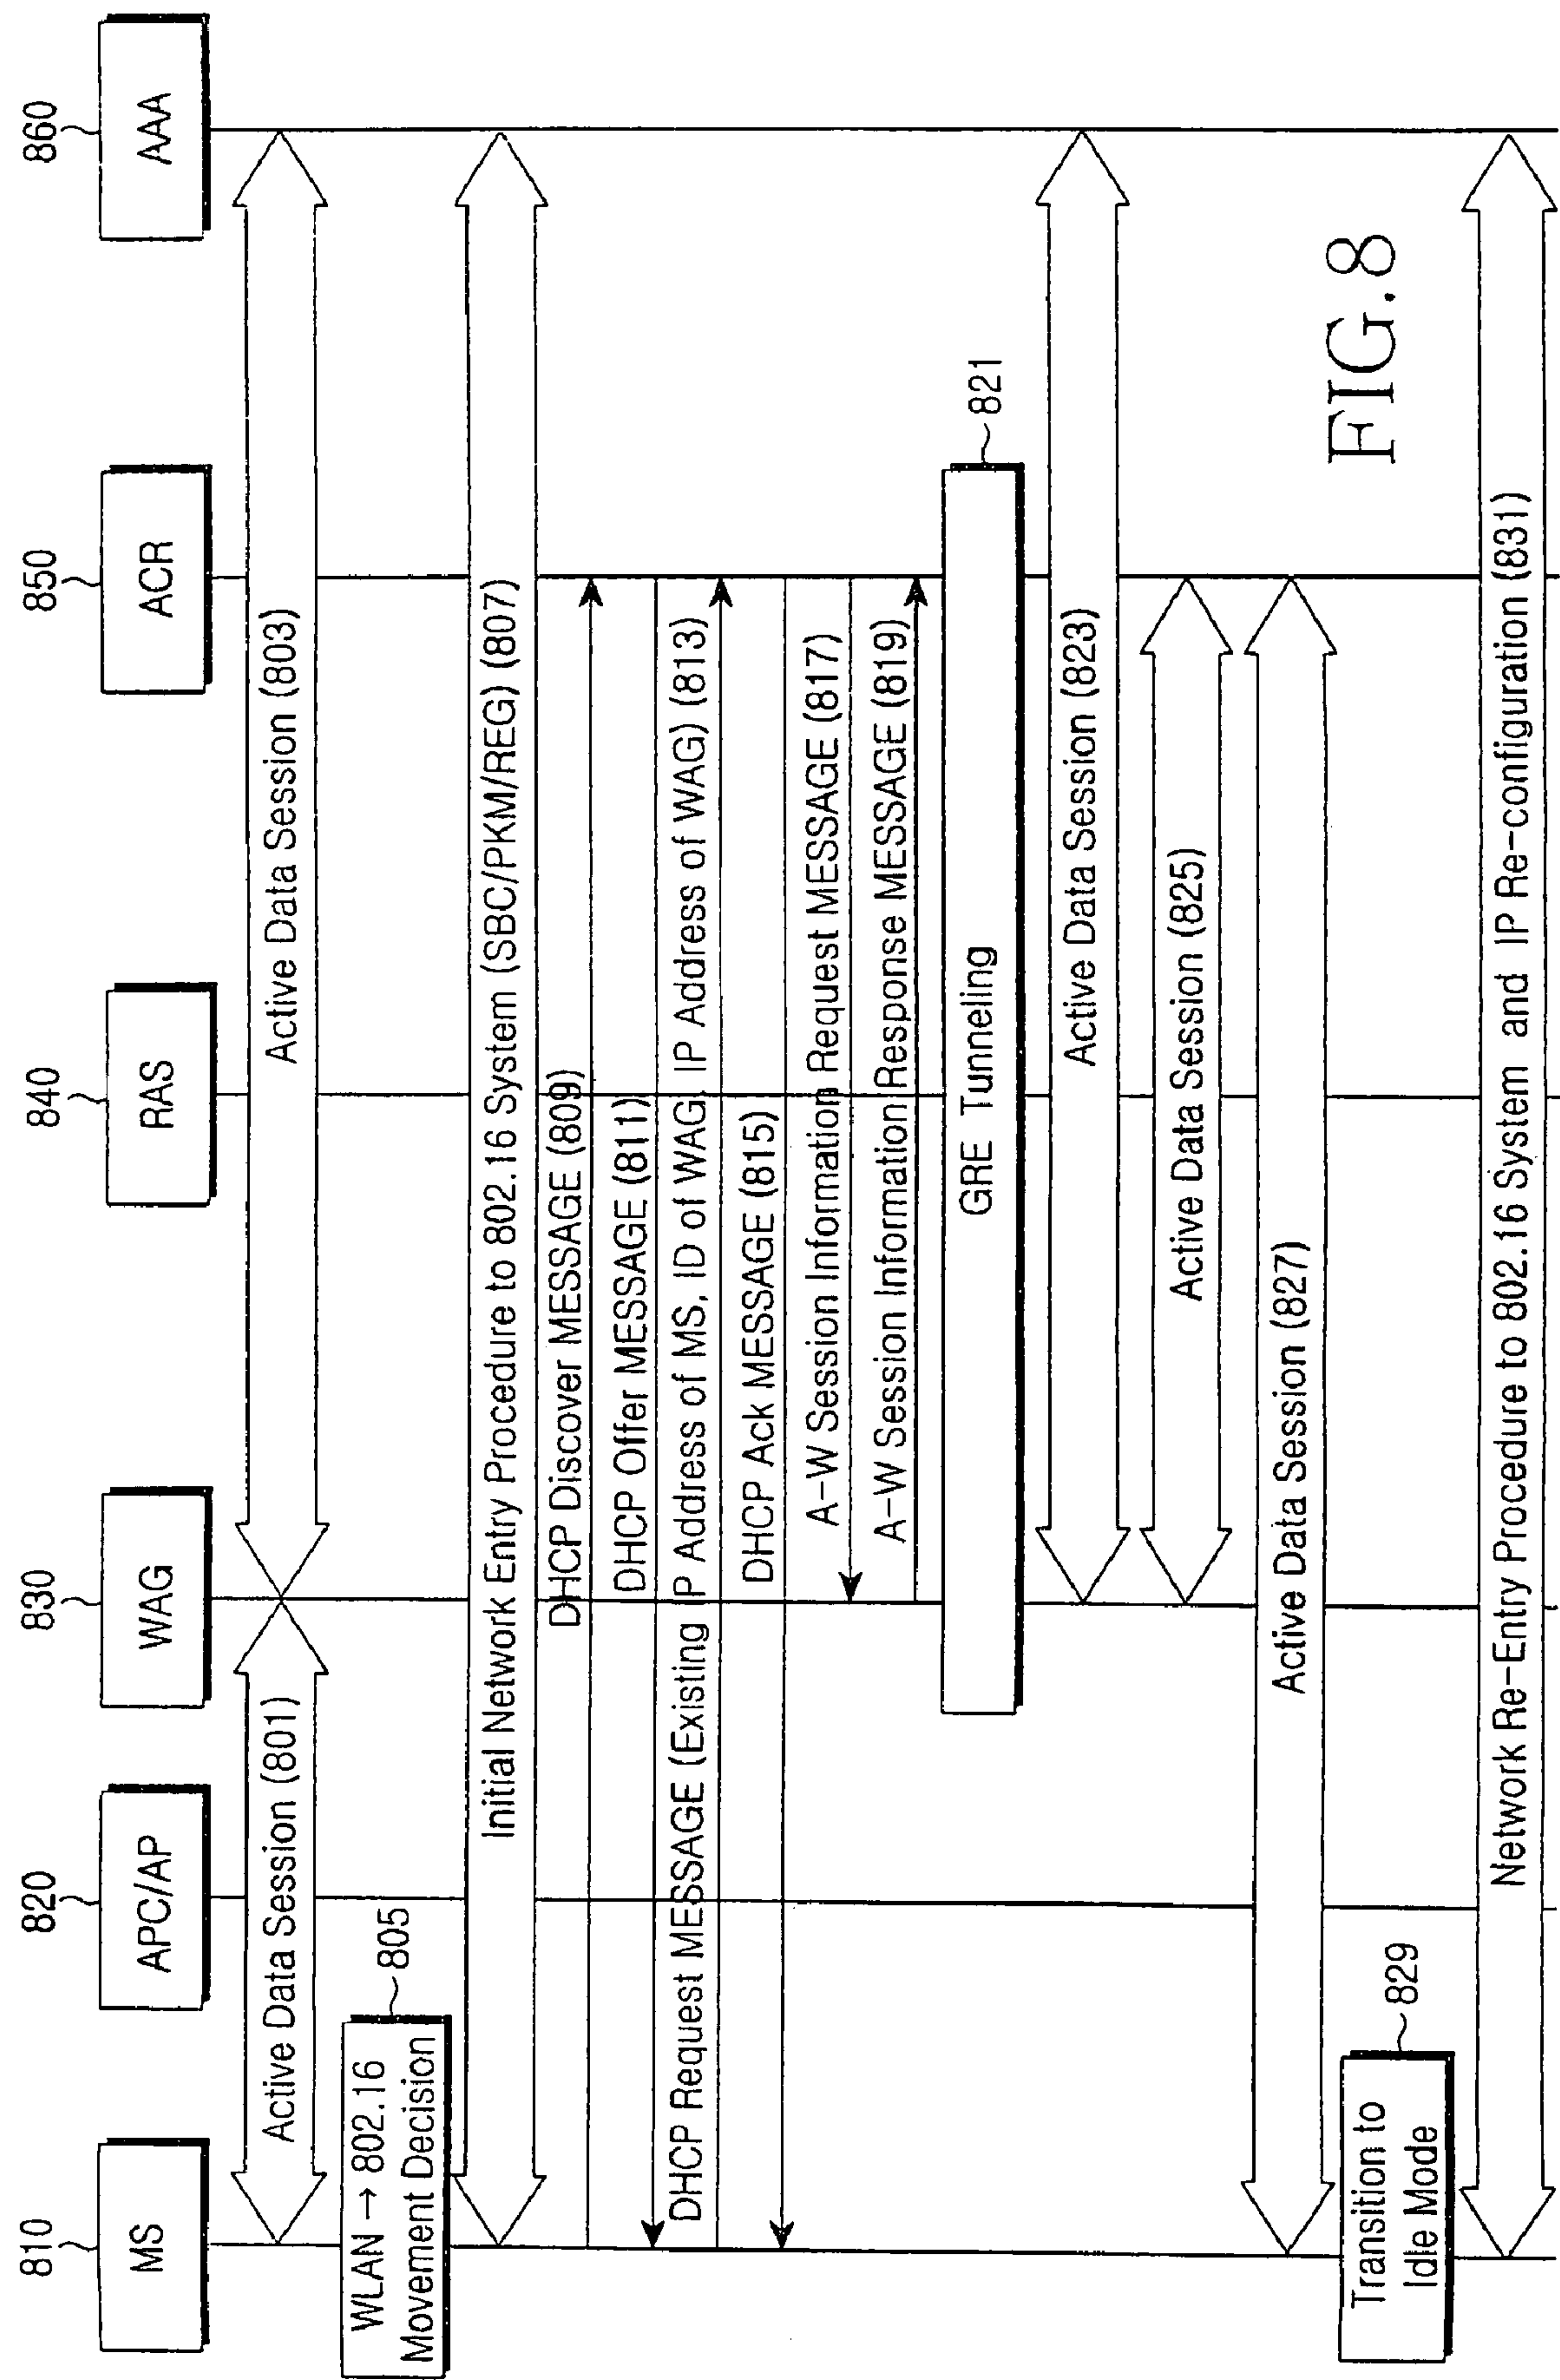 810
820
830
840
850
860
MS
APC/AP
WAG
RAS
ACR
AAA
Active Data Session (801)
Active Data Session (803)
WLAN → 802.16
Movement Decision
805
Initial Network Entry Procedure to 802.16 System (SBC/PKM/REG) (807)
DHCP Discover MESSAGE (809)
DHCP Offer MESSAGE (811)
DHCP Request MESSAGE (Existing IP Address of MS, ID of WAG, IP Address of WAG) (813)
DHCP Ack MESSAGE (815)
A-W Session Information Request MESSAGE (817)
A-W Session Information Response MESSAGE (819)
GRE Tunneling
821
Active Data Session (823)
Active Data Session (825)
Active Data Session (827)
Transition to
Idle Mode
829
Network Re-Entry Procedure to 802.16 System and IP Re-configuration (831)
FIG.8